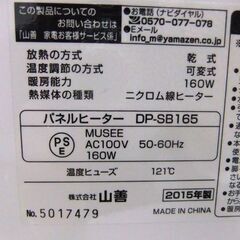 この製品についての
お問合せは
「山善 家電お客様サービス係」
お電話(ナビダイヤル)
0570-077-078
Eメール
info_m@yamazen.co.jp
放熱の方式 乾式
温度調節の方式 可変式
暖房能力 160W
熱媒体の種類 ニクロム線ヒーター
パネルヒーター DP-SB165
PSE
MUSEE
AC100V 50-60Hz
160W
温度ヒューズ 121℃
山善 2015年製
No.5017479 MADE IN CHINA